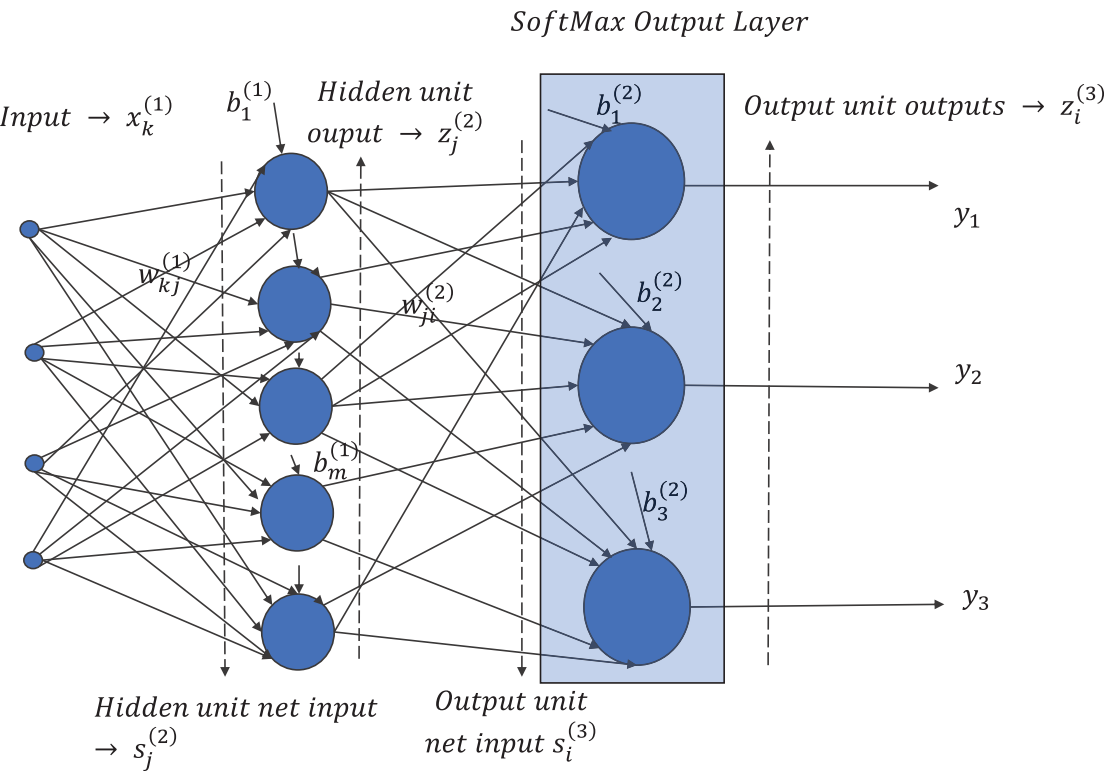 SoftMax Output Layer
Input → x_k^(1)
b_1^(1)
Hidden unit
ouput → z_j^(2)
b_1^(2)
Output unit outputs → z_i^(3)
y_1
w_kj^(1)
w_ji^(2)
b_2^(2)
y_2
b_m^(1)
b_3^(2)
y_3
Hidden unit net input
→ s_j^(2)
Output unit
net input s_i^(3)